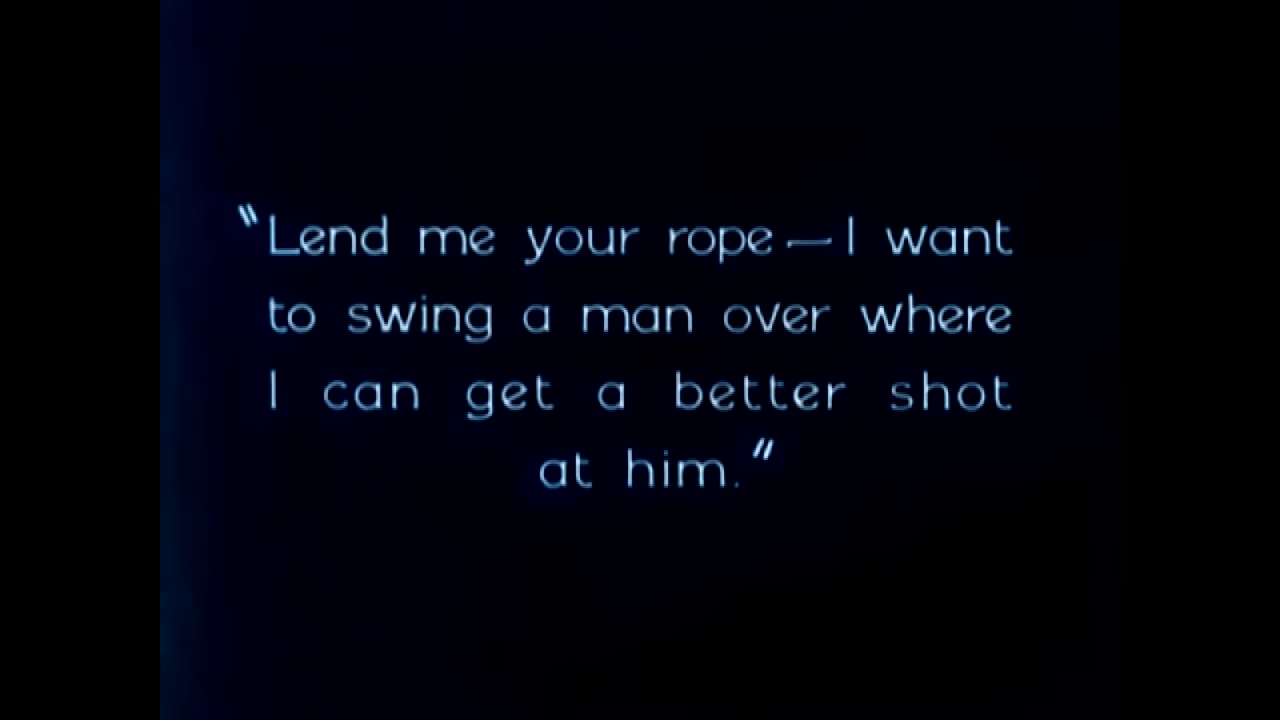 "Lend me your rope—I want
to swing a man over where
I can get a better shot
at him."